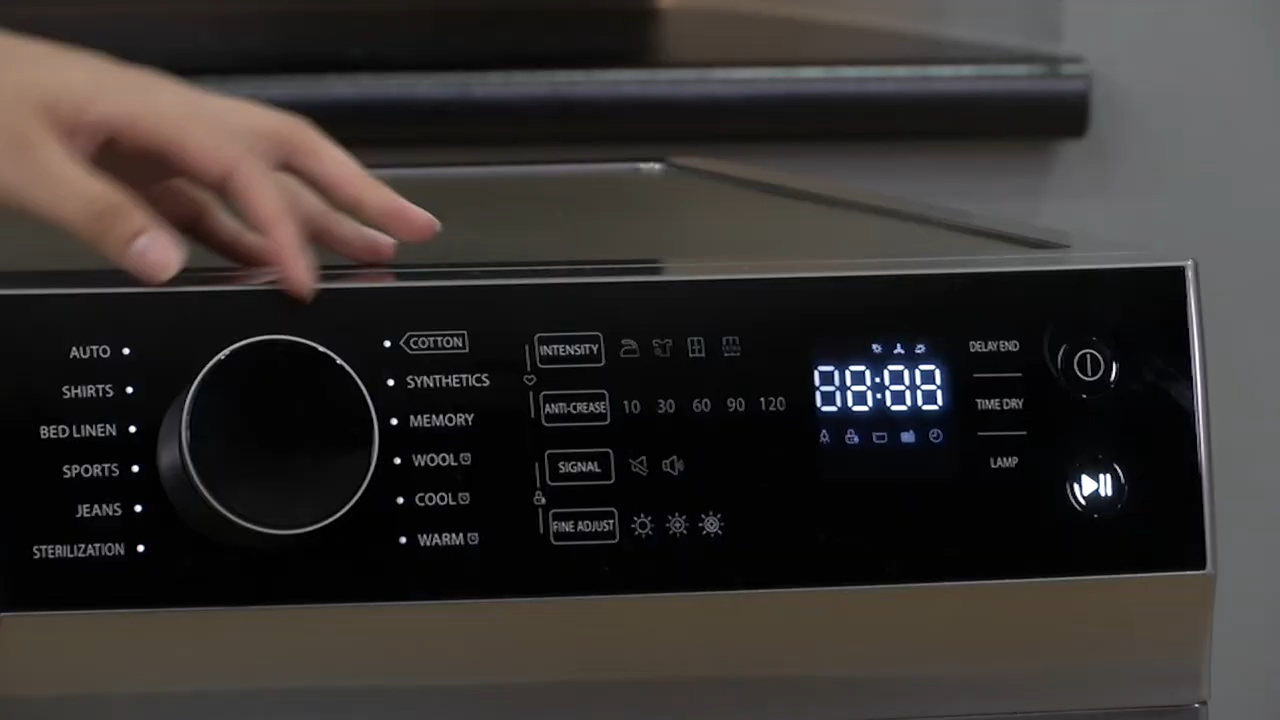 AUTO
SHIRTS
BED LINEN
SPORTS
JEANS
STERILIZATION
COTTON
SYNTHETICS
MEMORY
WOOL
COOL
WARM
INTENSITY
ANTI-CREASE 10 30 60 90 120
SIGNAL
FINE ADJUST
88:88
DELAY END
TIME DRY
LAMP